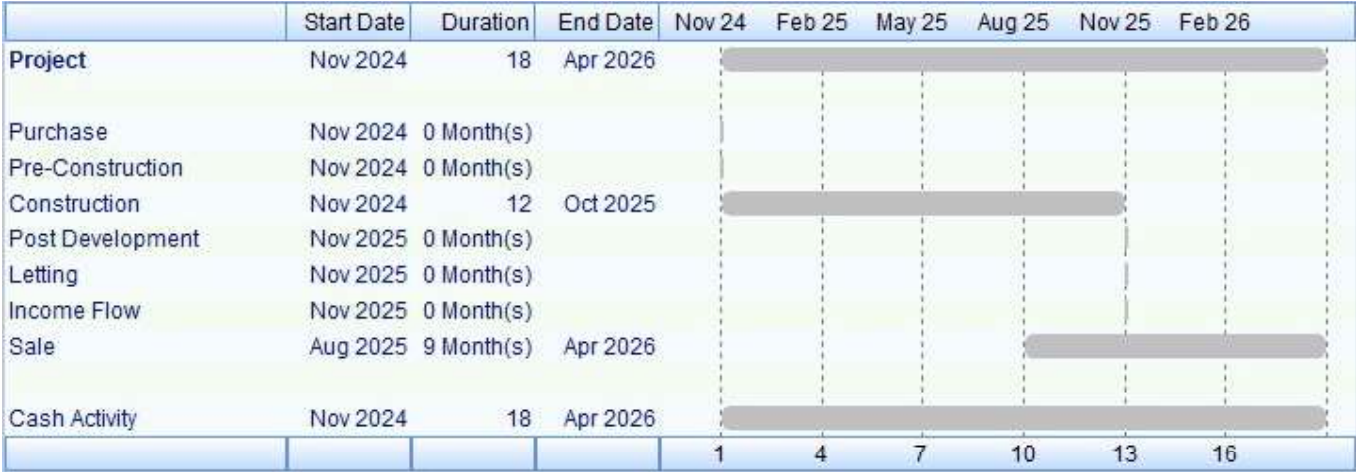 Start Date Duration End Date Nov 24 Feb 25 May 25 Aug 25 Nov 25 Feb 26
Project Nov 2024 18 Apr 2026
Purchase Nov 2024 0 Month(s)
Pre-Construction Nov 2024 0 Month(s)
Construction Nov 2024 12 Oct 2025
Post Development Nov 2025 0 Month(s)
Letting Nov 2025 0 Month(s)
Income Flow Nov 2025 0 Month(s)
Sale Aug 2025 9 Month(s) Apr 2026
Cash Activity Nov 2024 18 Apr 2026
1 4 7 10 13 16